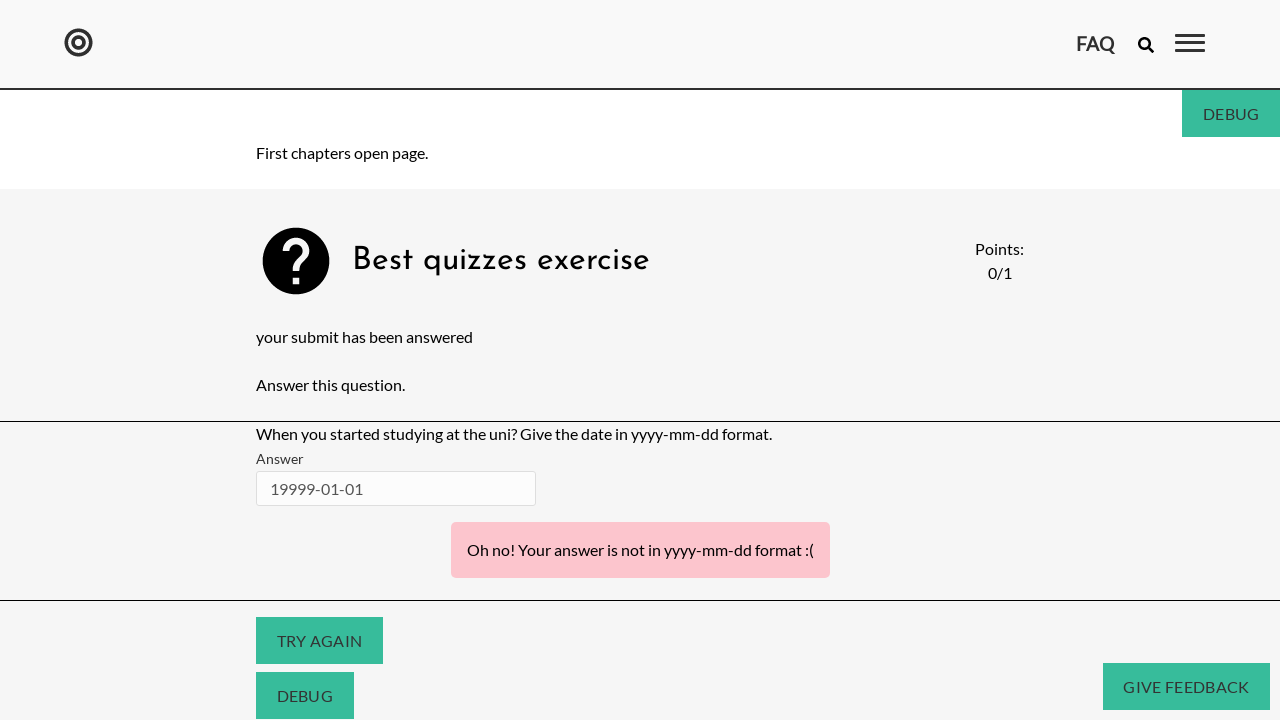 FAQ
DEBUG
First chapters open page.
Best quizzes exercise
Points:
0/1
your submit has been answered
Answer this question.
When you started studying at the uni? Give the date in yyyy-mm-dd format.
Answer
19999-01-01
Oh no! Your answer is not in yyyy-mm-dd format :(
TRY AGAIN
DEBUG
GIVE FEEDBACK